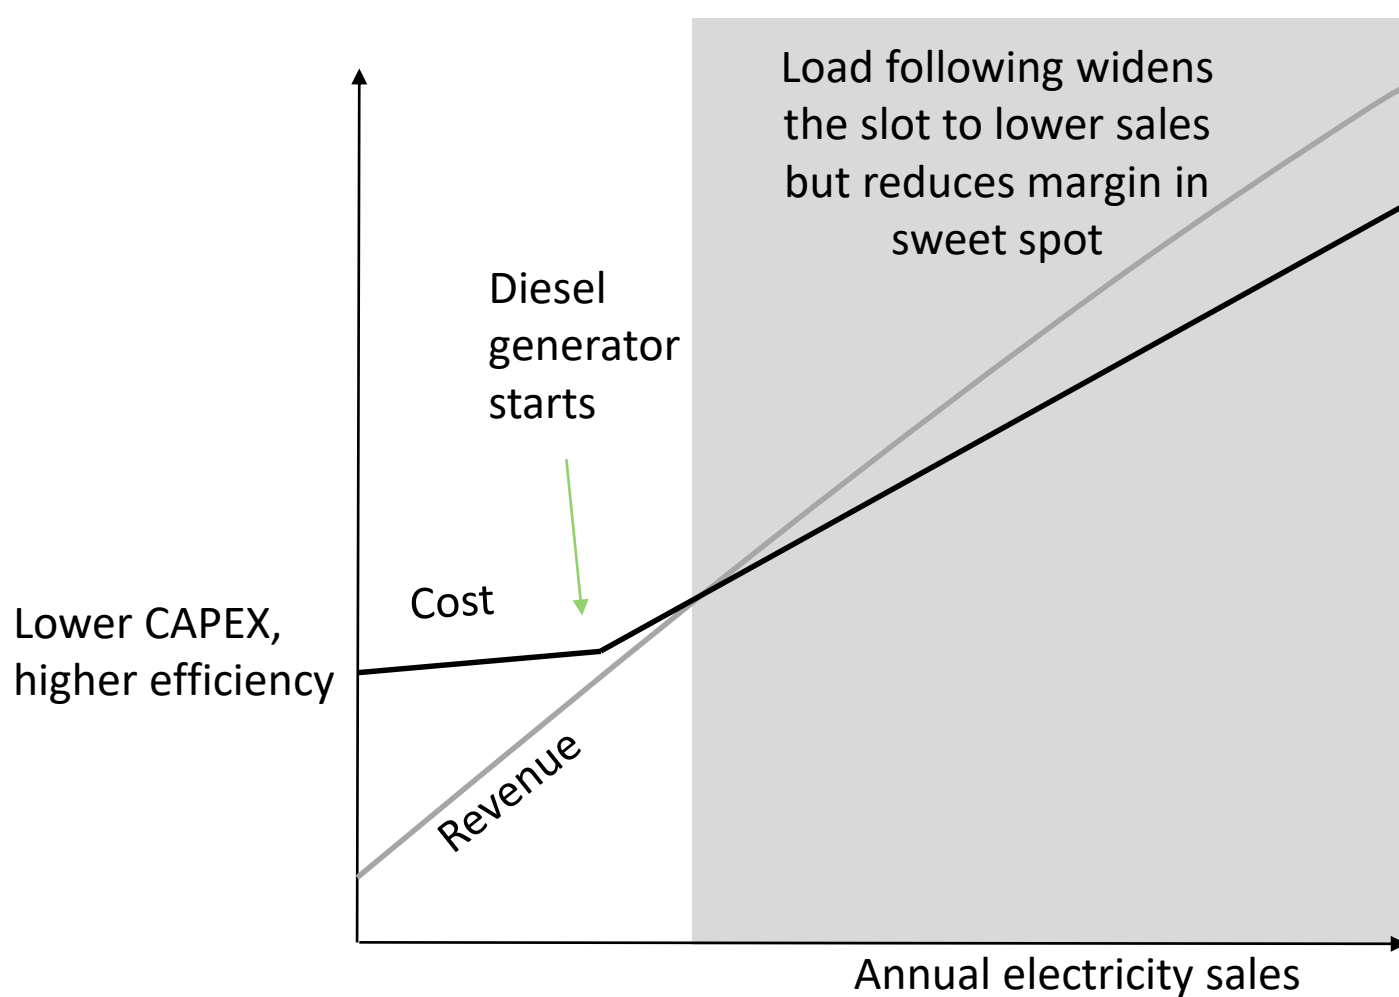 Load following widens
the slot to lower sales
but reduces margin in
sweet spot
Diesel
generator
starts
Cost
Lower CAPEX,
higher efficiency
Revenue
Annual electricity sales